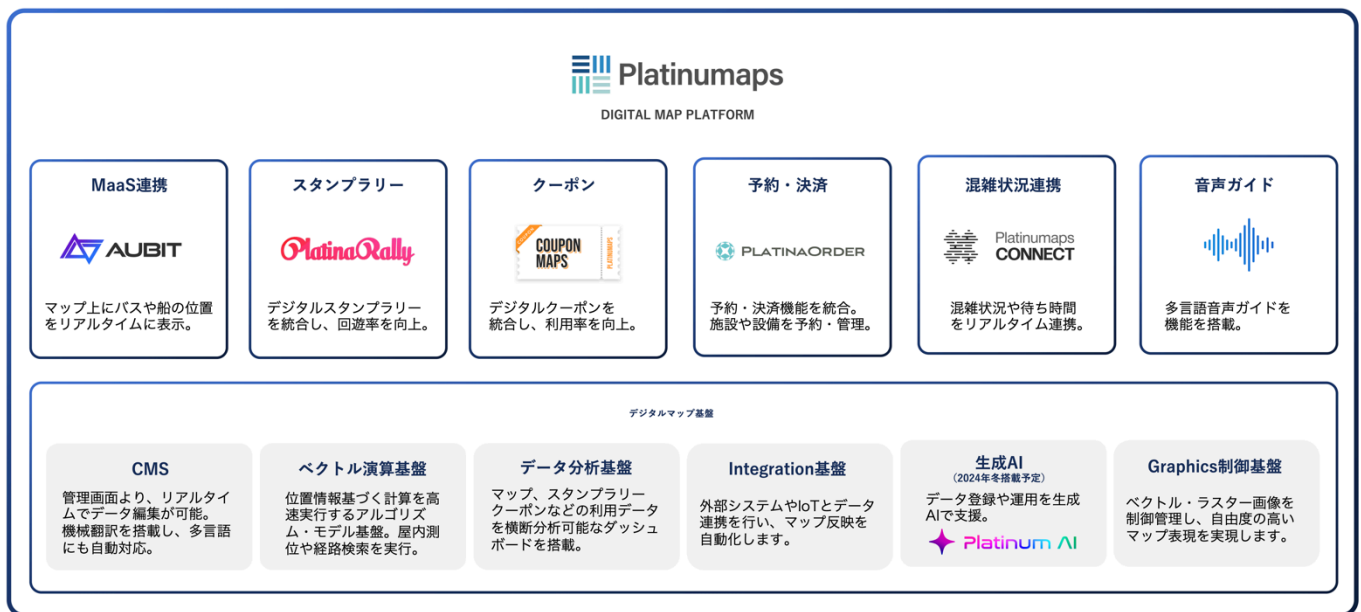 Platinumaps
DIGITAL MAP PLATFORM
MaaS連携
AUBIT
マップ上にバスや船の位置
をリアルタイムに表示。
スタンプラリー
PlatinaRally
デジタルスタンプラリー
を統合し、回遊率を向上。
クーポン
COUPON
MAPS
PLATINUMAPS
デジタルクーポンを
統合し、利用率を向上。
予約・決済
PLATINAORDER
予約・決済機能を統合。
施設や設備を予約・管理。
混雑状況連携
Platinumaps
CONNECT
混雑状況や待ち時間
をリアルタイム連携。
音声ガイド
多言語音声ガイドを
機能を搭載。
デジタルマップ基盤
CMS
管理画面より、リアルタイ
ムでデータ編集が可能。
機械翻訳を搭載し、多言語
にも自動対応。
ベクトル演算基盤
位置情報基づく計算を高
速実行するアルゴリズ
ム・モデル基盤。屋内測
位や経路検索を実行。
データ分析基盤
マップ、スタンプラリー
クーポンなどの利用データ
を横断分析可能なダッシュ
ボードを搭載。
Integration基盤
外部システムやIoTとデータ
連携を行い、マップ反映を
自動化します。
生成AI
(2024年冬搭載予定)
データ登録や運用を生成
AIで支援。
Platinum AI
Graphics制御基盤
ベクトル・ラスター画像を
制御管理し、自由度の高い
マップ表現を実現します。